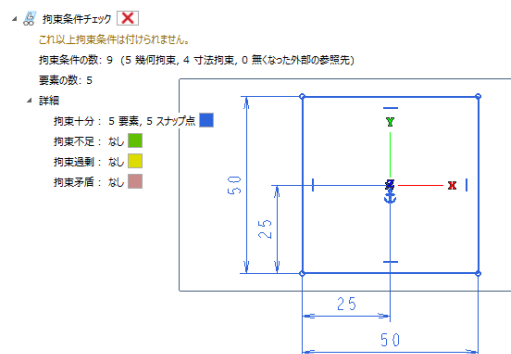 拘束条件チェック
これ以上拘束条件は付けられません。
拘束条件の数: 9 (5 幾何拘束, 4 寸法拘束, 0 無くなった外部の参照先)
要素の数: 5
詳細
拘束十分: 5 要素, 5 スナップ点
拘束不足: なし
拘束過剰: なし
拘束矛盾: なし
Y
50
X
25
25
50